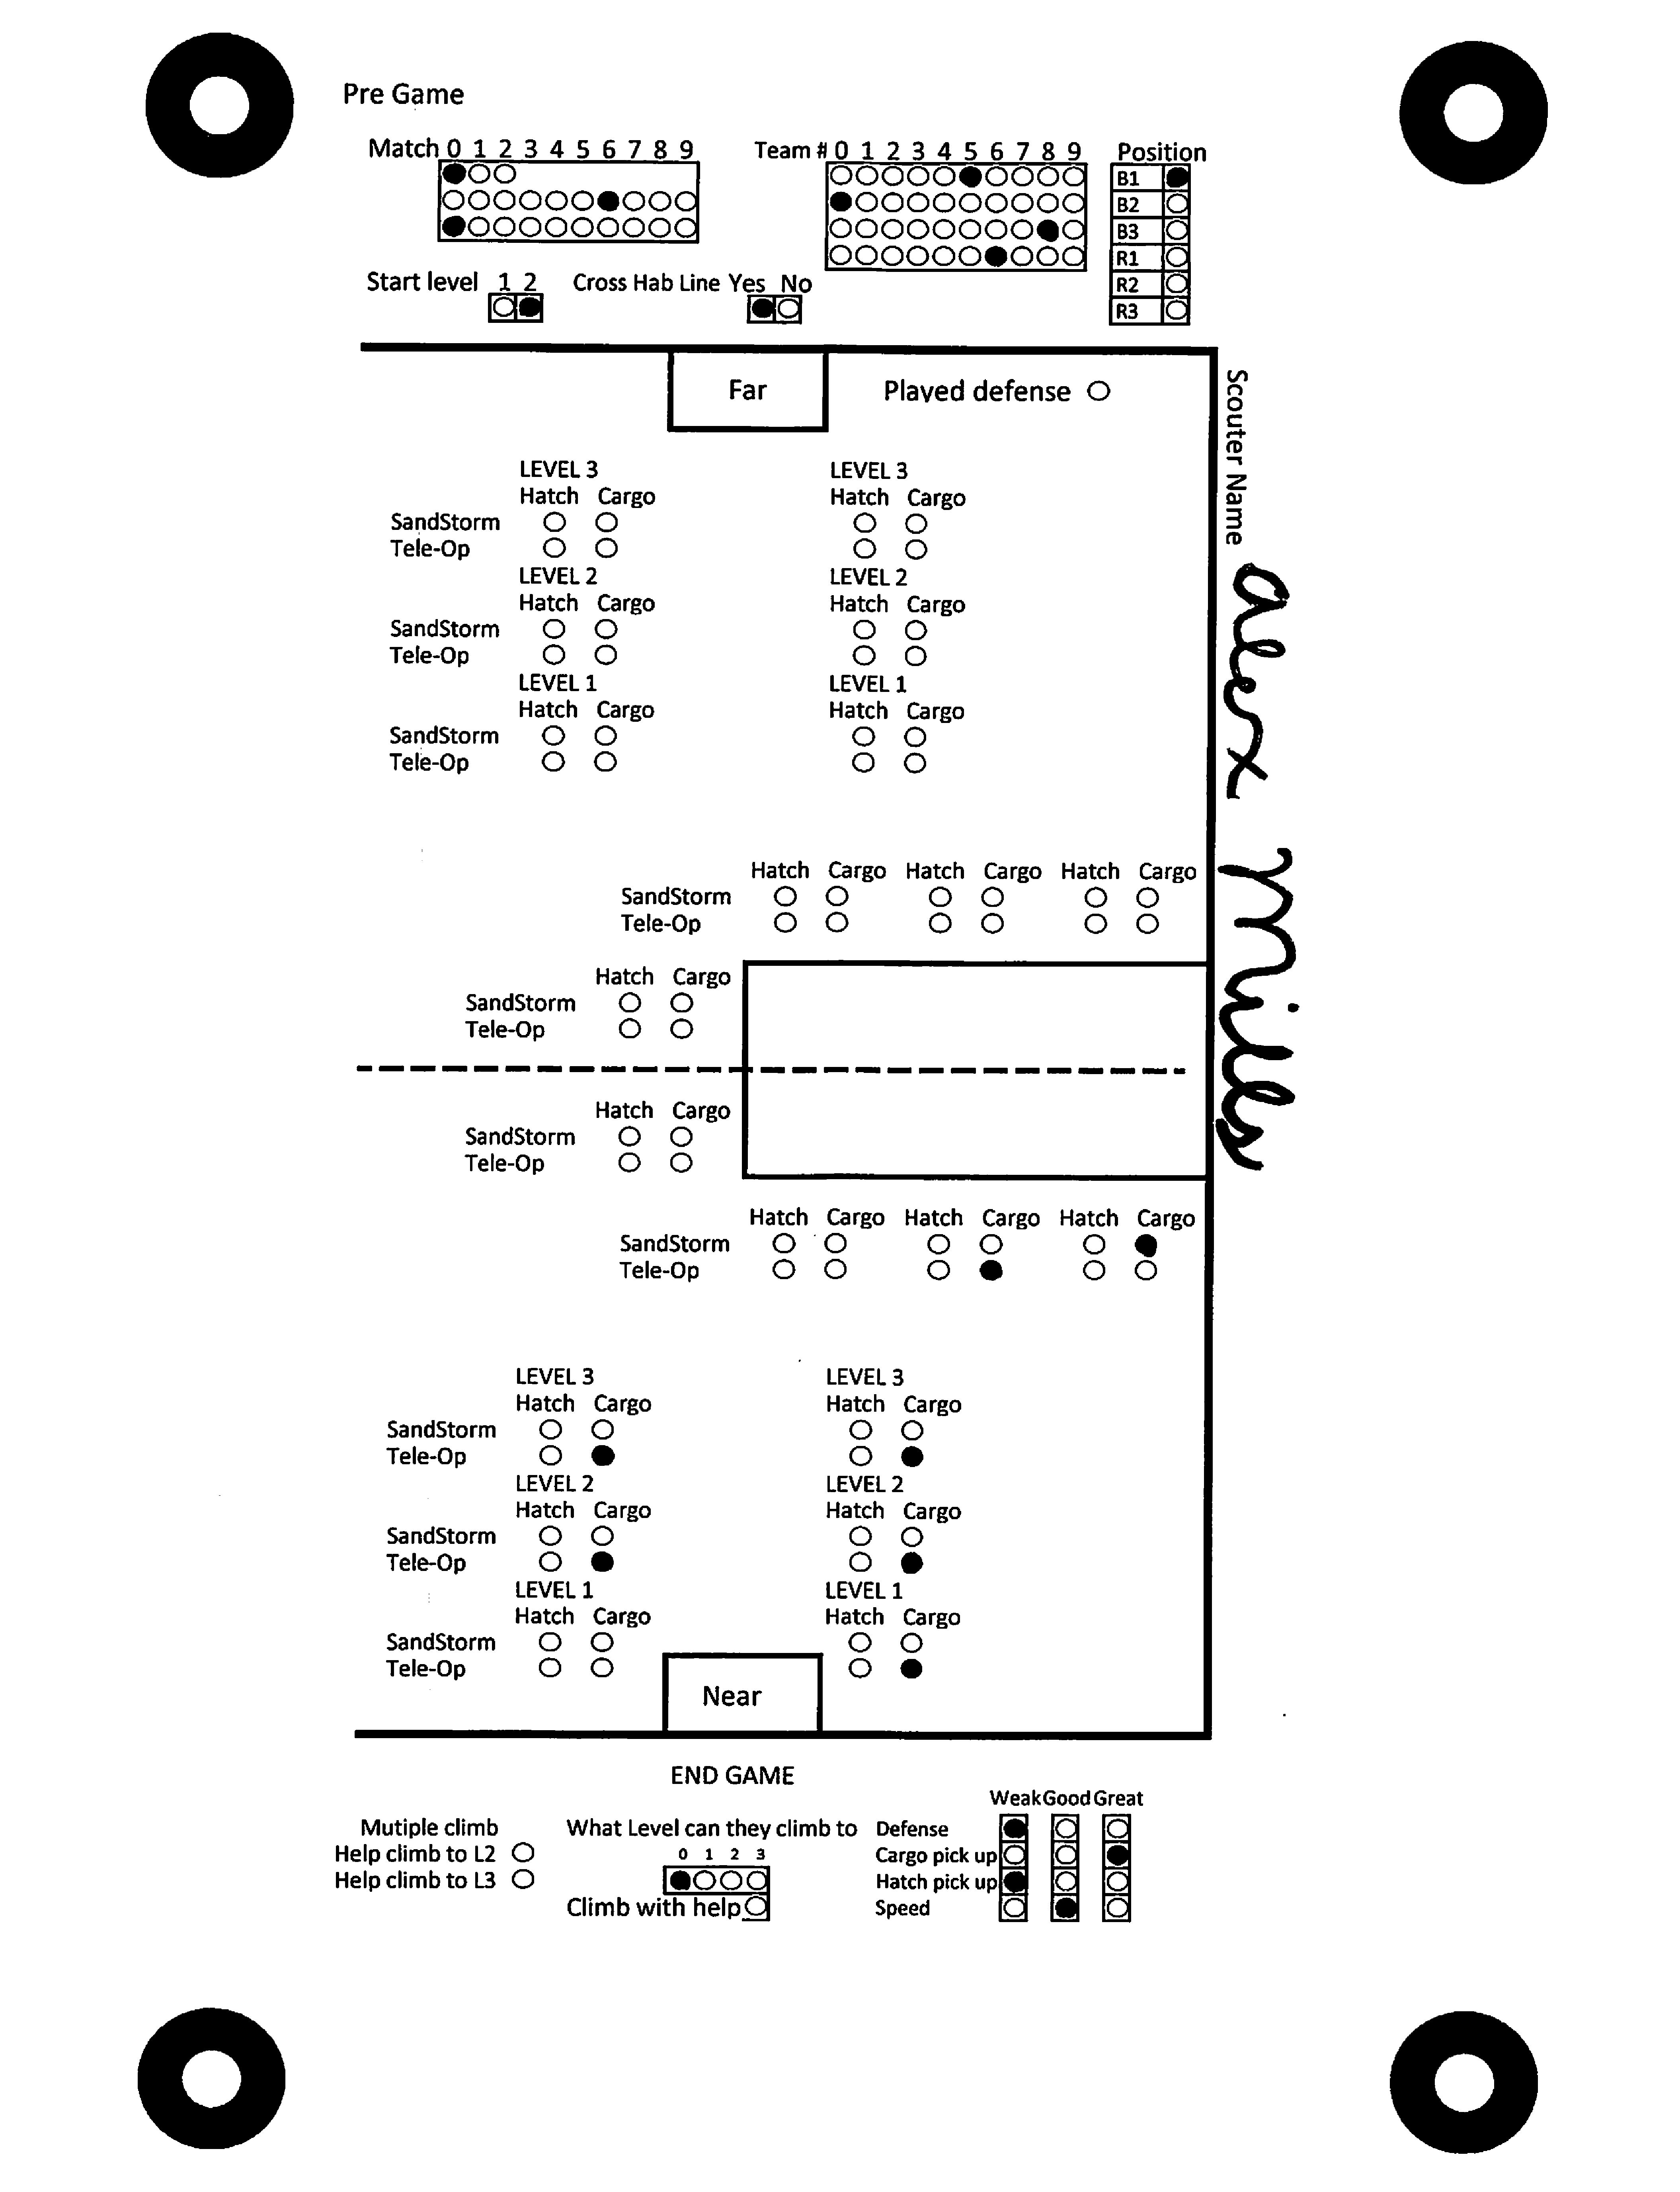 Pre Game
Match 0 1 2 3 4 5 6 7 8 9
Team # 0 1 2 3 4 5 6 7 8 9
Position
B1
B2
B3
R1
R2
R3
Start level 1 2
Cross Hab Line Yes No
Far
Played defense
Scouter Name alex Mills
LEVEL 3 LEVEL 3
Hatch Cargo Hatch Cargo
SandStorm
Tele-Op
LEVEL 2 LEVEL 2
Hatch Cargo Hatch Cargo
SandStorm
Tele-Op
LEVEL 1 LEVEL 1
Hatch Cargo Hatch Cargo
SandStorm
Tele-Op
Hatch Cargo Hatch Cargo Hatch Cargo
SandStorm
Tele-Op
Hatch Cargo
SandStorm
Tele-Op
Hatch Cargo
SandStorm
Tele-Op
Hatch Cargo Hatch Cargo Hatch Cargo
SandStorm
Tele-Op
LEVEL 3 LEVEL 3
Hatch Cargo Hatch Cargo
SandStorm
Tele-Op
LEVEL 2 LEVEL 2
Hatch Cargo Hatch Cargo
SandStorm
Tele-Op
LEVEL 1 LEVEL 1
Hatch Cargo Hatch Cargo
SandStorm
Tele-Op
Near
END GAME
Mutiple climb
Help climb to L2
Help climb to L3
What Level can they climb to
0 1 2 3
Climb with help
Weak Good Great
Defense
Cargo pick up
Hatch pick up
Speed